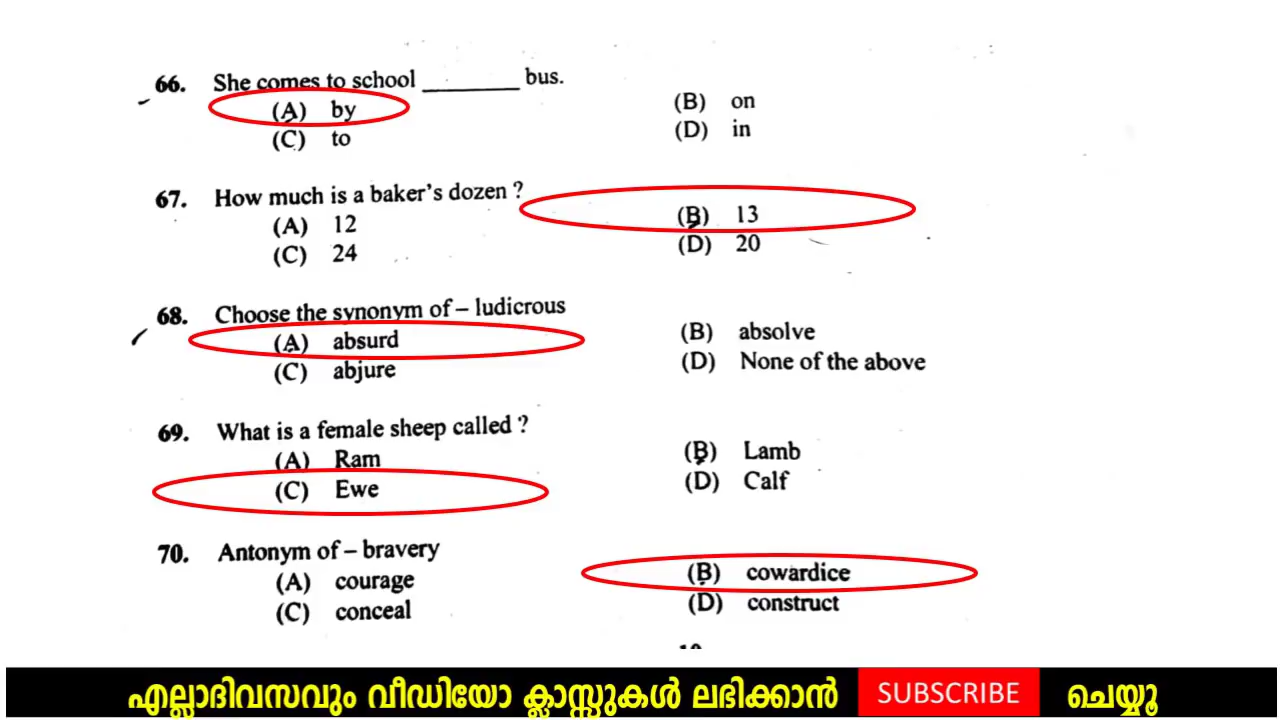 66. She comes to school ________ bus.
(A) by (B) on
(C) to (D) in
67. How much is a baker's dozen ?
(A) 12 (B) 13
(C) 24 (D) 20
68. Choose the synonym of – ludicrous
(A) absurd (B) absolve
(C) abjure (D) None of the above
69. What is a female sheep called ?
(A) Ram (B) Lamb
(C) Ewe (D) Calf
70. Antonym of – bravery
(A) courage (B) cowardice
(C) conceal (D) construct
എല്ലാദിവസവും വീഡിയോ ക്ലാസ്സുകൾ ലഭിക്കാൻ SUBSCRIBE ചെയ്യൂ